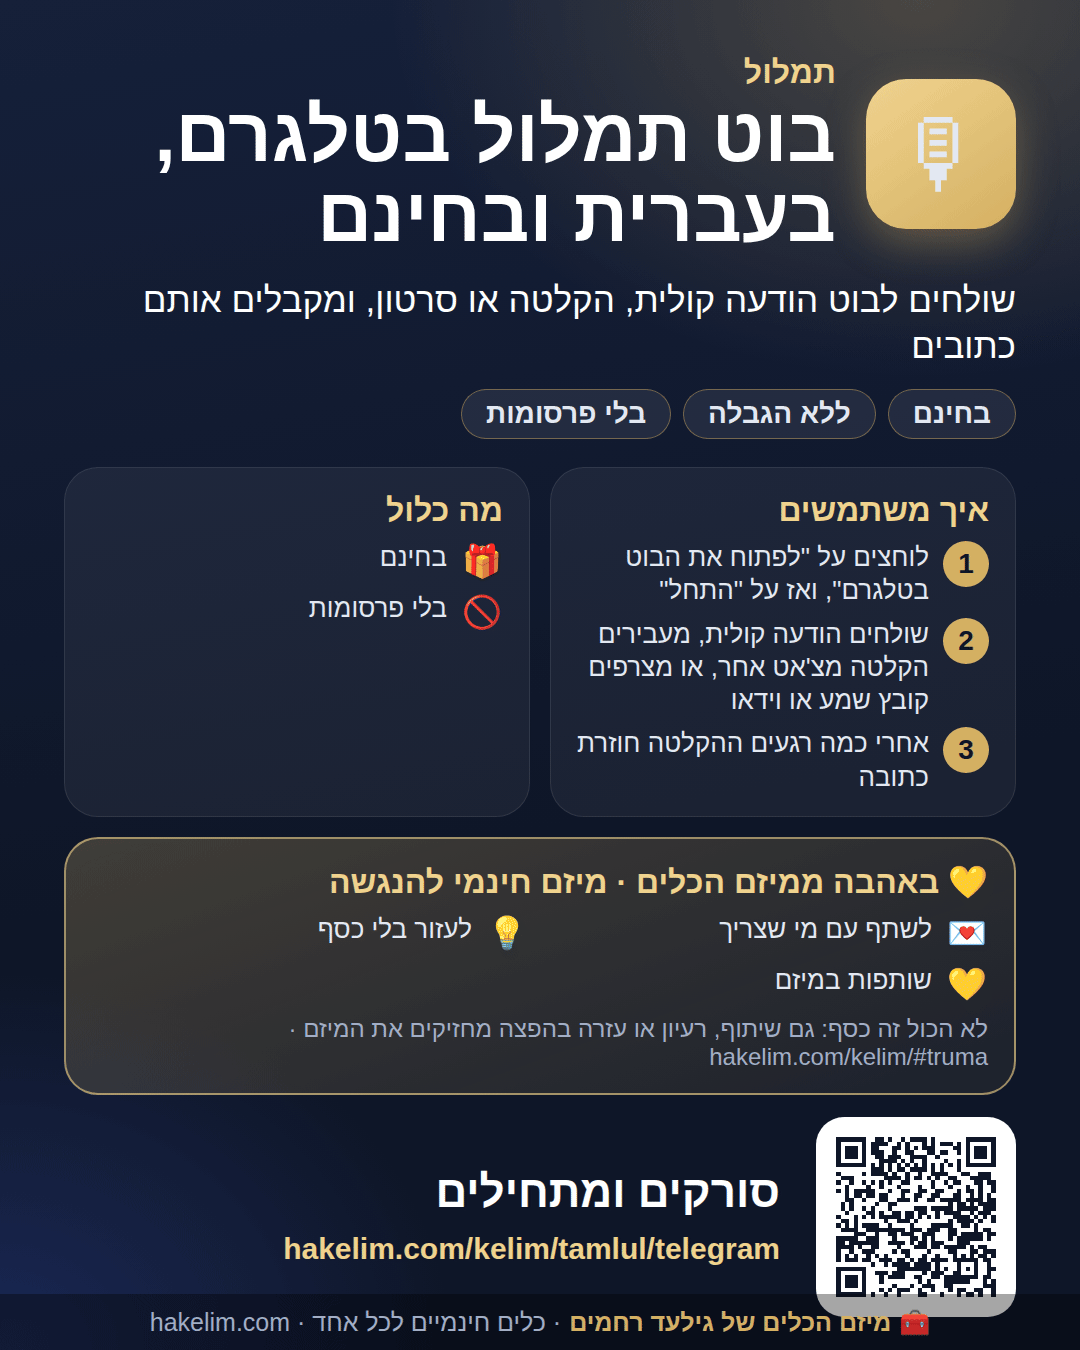 תמלול
בוט תמלול בטלגרם,
בעברית ובחינם
שולחים לבוט הודעה קולית, הקלטה או סרטון, ומקבלים אותם
כתובים
בחינם
ללא הגבלה
בלי פרסומות
איך משתמשים
1 לוחצים על "לפתוח את הבוט
בטלגרם", ואז על "התחל"
2 שולחים הודעה קולית, מעבירים
הקלטה מצ'אט אחר, או מצרפים
קובץ שמע או וידאו
3 אחרי כמה רגעים ההקלטה חוזרת
כתובה
מה כלול
🎁 בחינם
🚫 בלי פרסומות
💛 באהבה ממיזם הכלים · מיזם חינמי להנגשה
💌 לשתף עם מי שצריך
💡 לעזור בלי כסף
💛 שותפות במיזם
לא הכול זה כסף: גם שיתוף, רעיון או עזרה בהפצה מחזיקים את המיזם ·
hakelim.com/kelim/#truma
סורקים ומתחילים
hakelim.com/kelim/tamlul/telegram
🧰 מיזם הכלים של גילעד רחמים · כלים חינמיים לכל אחד · hakelim.com